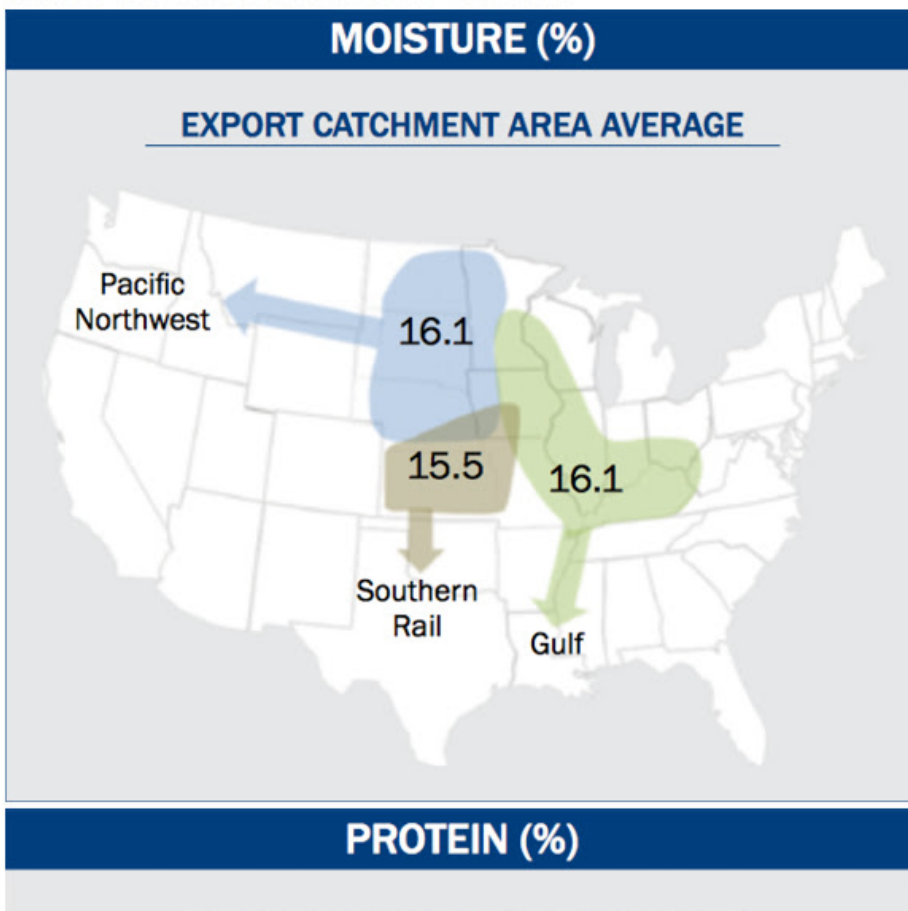 MOISTURE (%)
EXPORT CATCHMENT AREA AVERAGE
Pacific
Northwest
16.1
15.5
16.1
Southern
Rail
Gulf
PROTEIN (%)